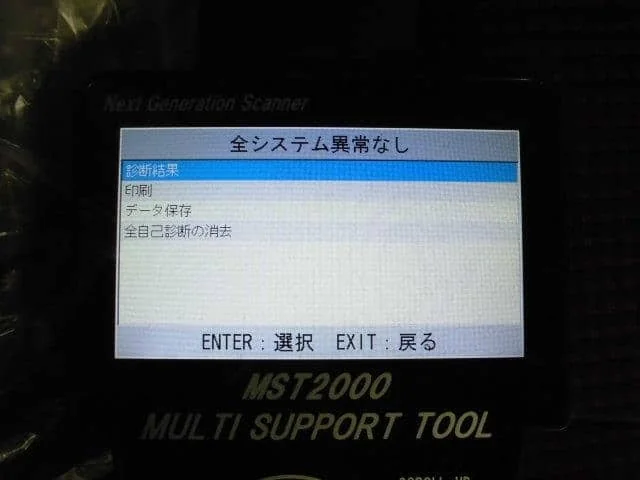 Next Generation Scanner
全システム異常なし
診断結果
印刷
データ保存
全自己診断の消去
ENTER：選択 EXIT：戻る
MST2000
MULTI SUPPORT TOOL